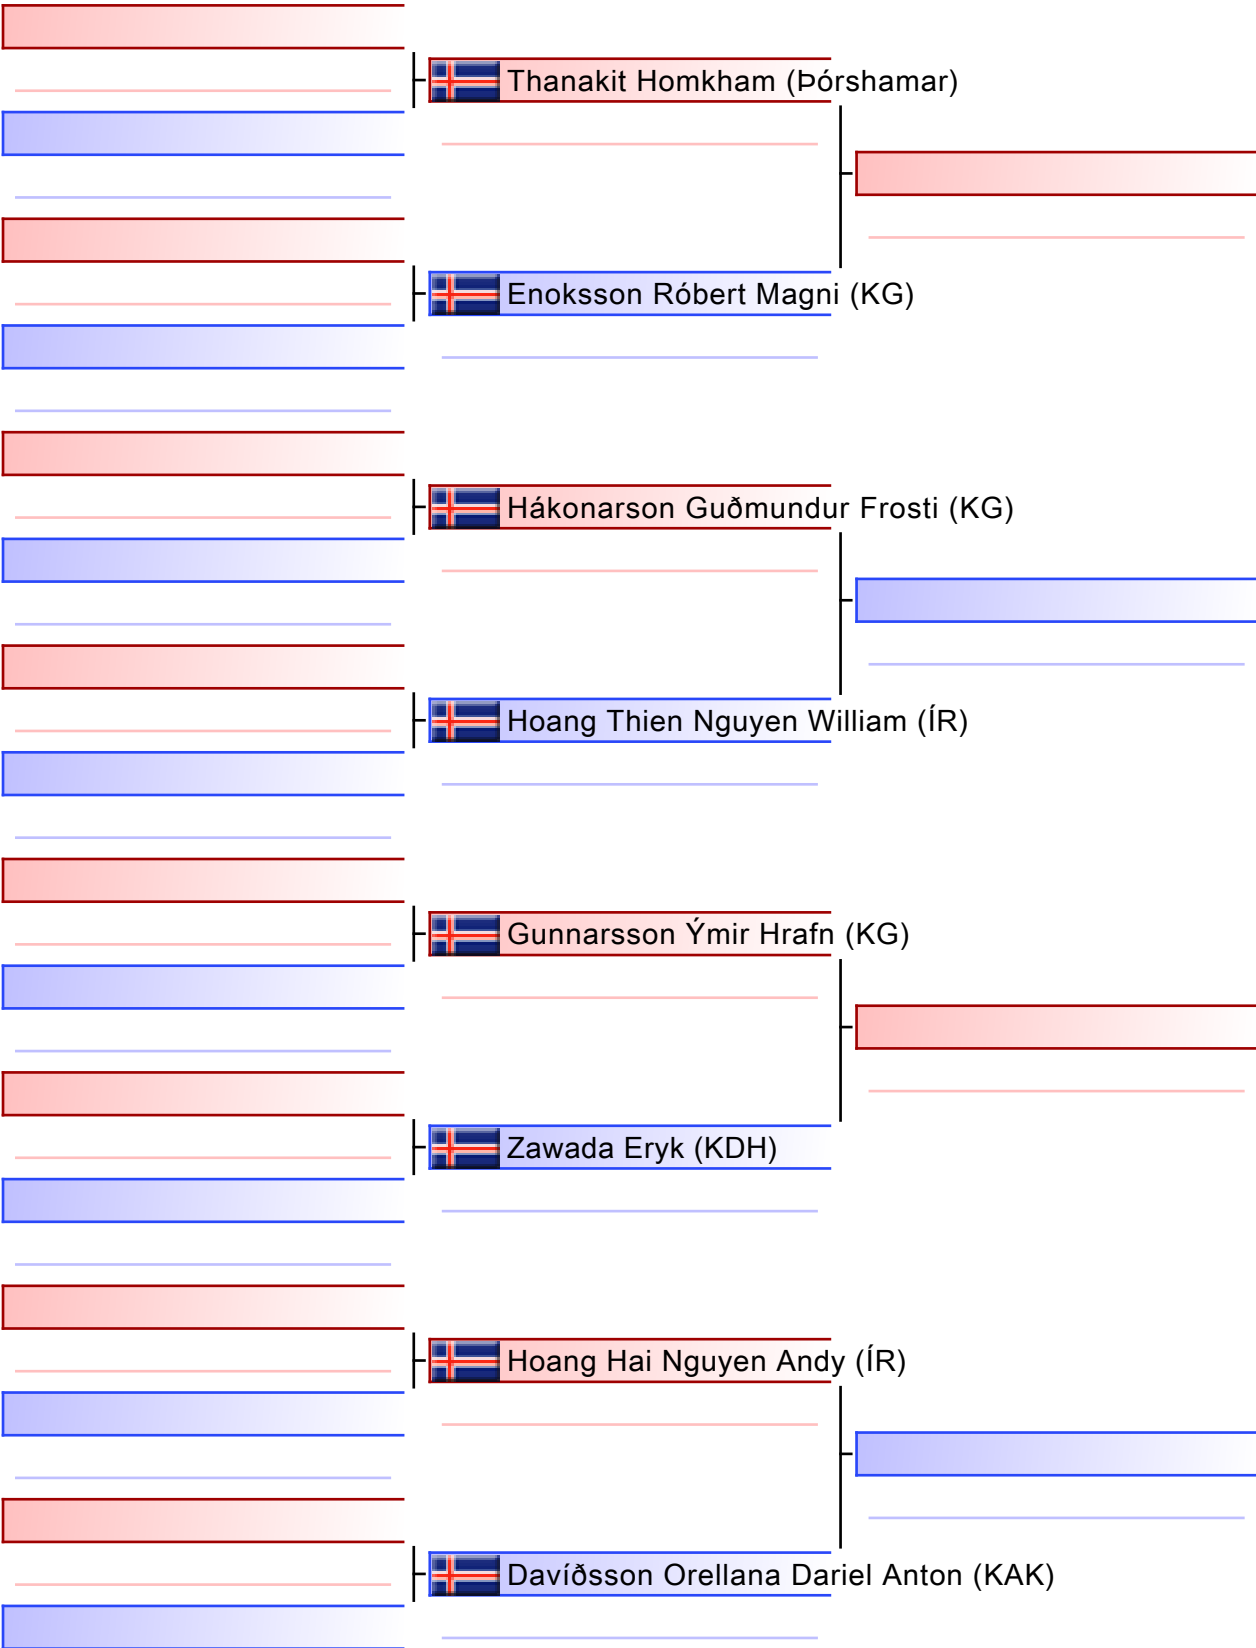 Thanakit Homkham (Þórshamar)
Enoksson Róbert Magni (KG)
Hákonarson Guðmundur Frosti (KG)
Hoang Thien Nguyen William (ÍR)
Gunnarsson Ýmir Hrafn (KG)
Zawada Eryk (KDH)
Hoang Hai Nguyen Andy (ÍR)
Davíðsson Orellana Dariel Anton (KAK)